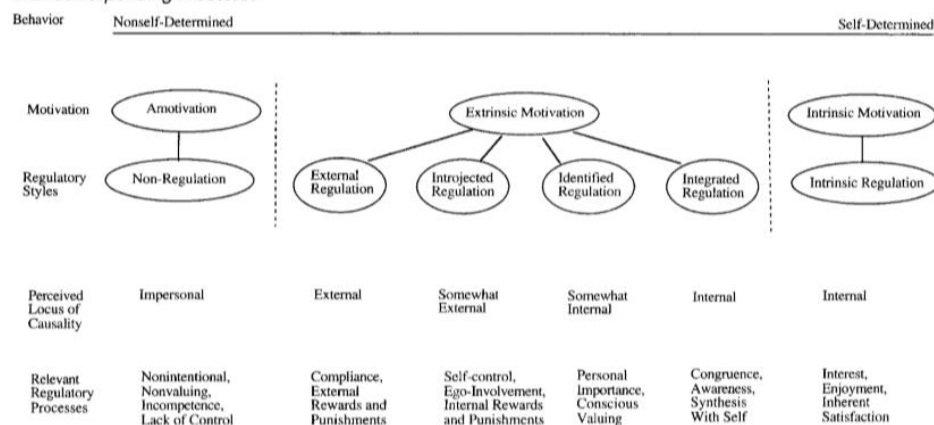 Behavior Nonself-Determined Self-Determined
Motivation Amotivation Extrinsic Motivation Intrinsic Motivation
Regulatory
Styles
Non-Regulation
External
Regulation
Introjected
Regulation
Identified
Regulation
Integrated
Regulation
Intrinsic Regulation
Perceived
Locus of
Causality
Impersonal
External
Somewhat
External
Somewhat
Internal
Internal
Internal
Relevant
Regulatory
Processes
Nonintentional,
Nonvaluing,
Incompetence,
Lack of Control
Compliance,
External
Rewards and
Punishments
Self-control,
Ego-Involvement,
Internal Rewards
and Punishments
Personal
Importance,
Conscious
Valuing
Congruence,
Awareness,
Synthesis
With Self
Interest,
Enjoyment,
Inherent
Satisfaction